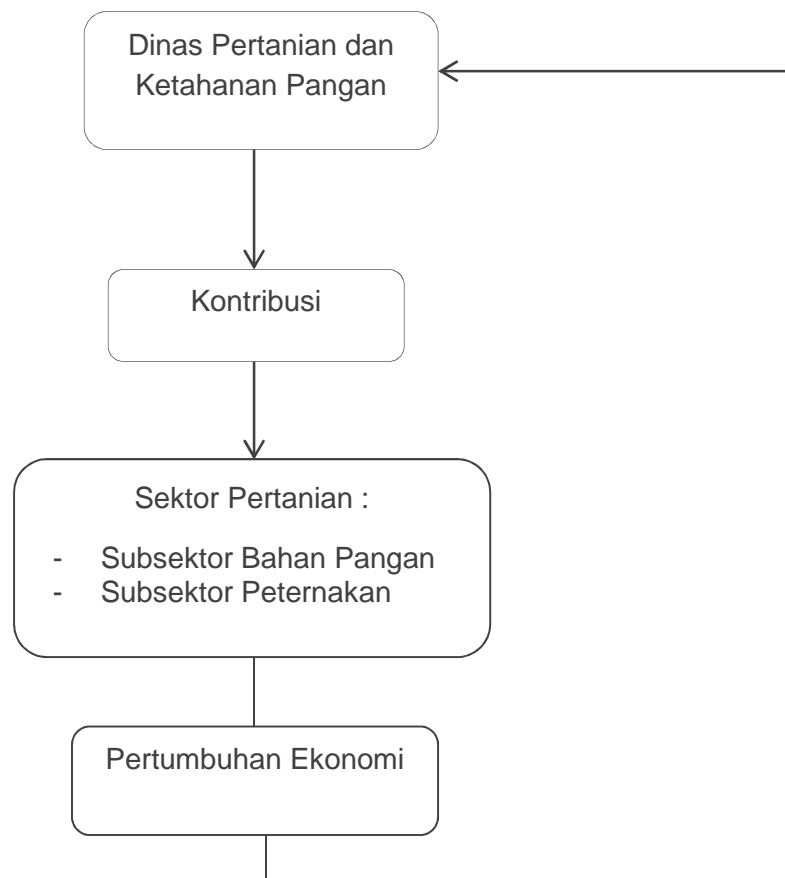 Dinas Pertanian dan
Ketahanan Pangan
Kontribusi
Sektor Pertanian :
- Subsektor Bahan Pangan
- Subsektor Peternakan
Pertumbuhan Ekonomi